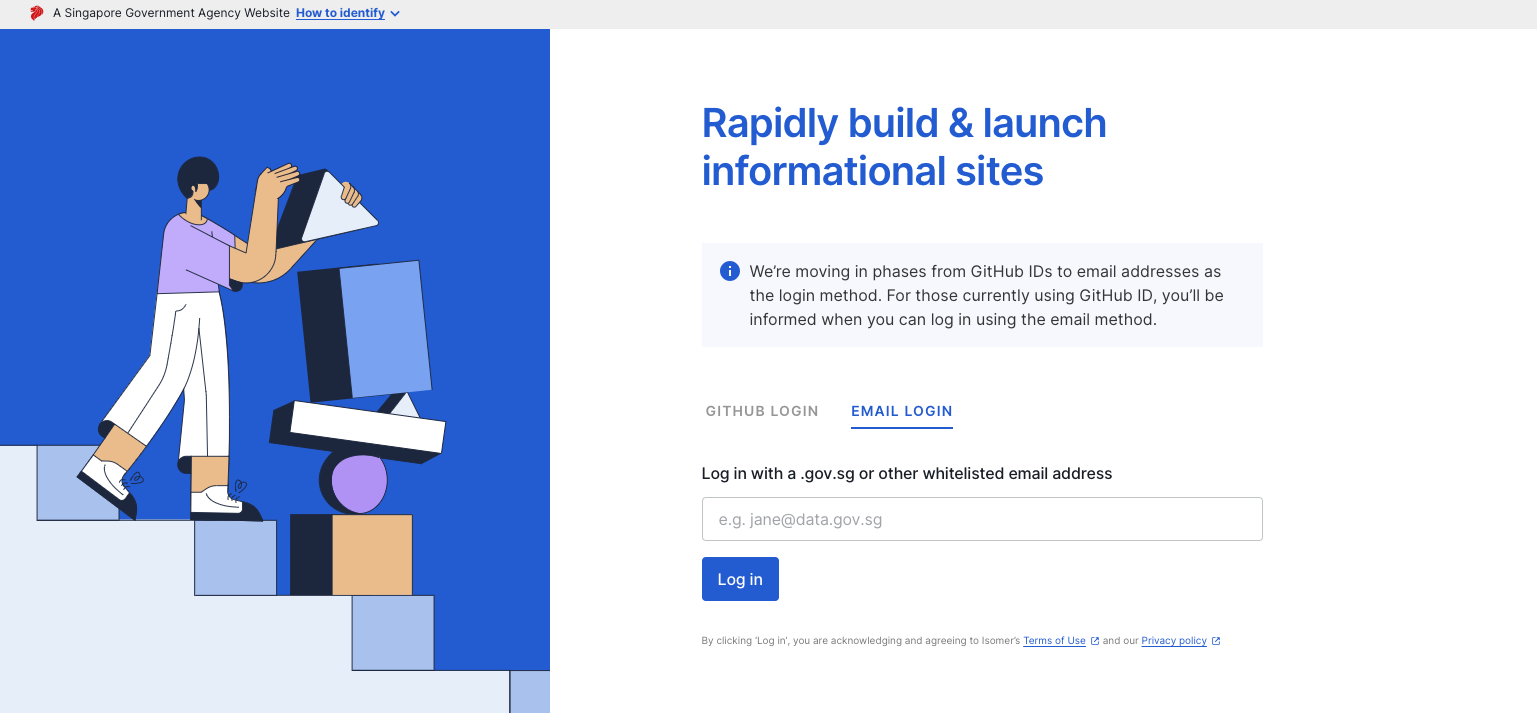 A Singapore Government Agency Website How to identify
Rapidly build & launch
informational sites
We’re moving in phases from GitHub IDs to email addresses as
the login method. For those currently using GitHub ID, you’ll be
informed when you can log in using the email method.
GITHUB LOGIN EMAIL LOGIN
Log in with a .gov.sg or other whitelisted email address
e.g. jane@data.gov.sg
Log in
By clicking ‘Log in’, you are acknowledging and agreeing to Isomer’s Terms of Use and our Privacy policy